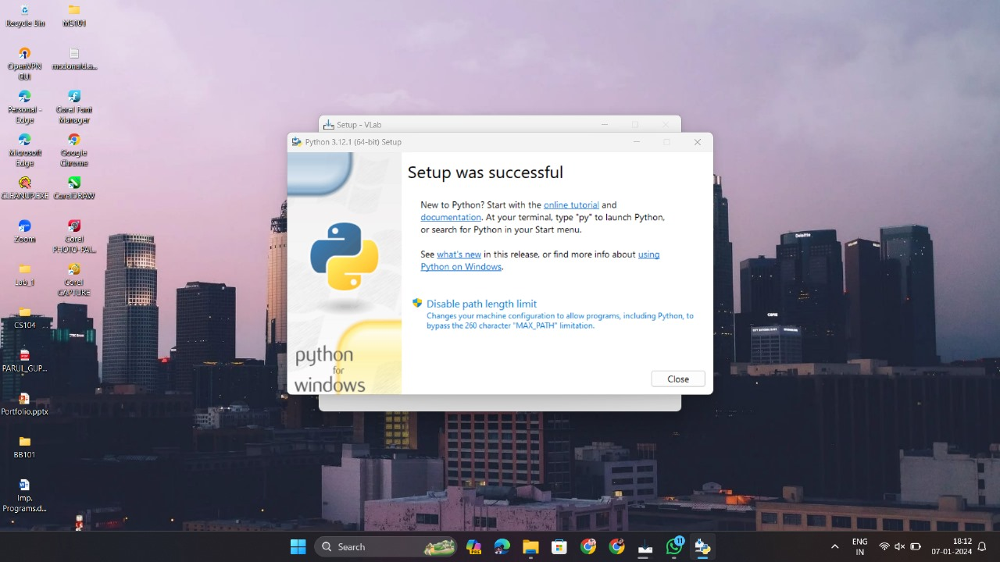 Recycle Bin
MS101
OpenVPN
GUI
mcdonald.a...
Personal -
Edge
Corel Font
Manager
Microsoft
Edge
Google
Chrome
CLEANUP.EXE
CorelDRAW
Zoom
Corel
PHOTO-PAI...
Lab_1
Corel
CAPTURE
CS104
PARUL_GUP...
Portfolio.pptx
BB101
Imp.
Programs.d...
Setup - VLab
Python 3.12.1 (64-bit) Setup
Setup was successful
New to Python? Start with the online tutorial and
documentation. At your terminal, type "py" to launch Python,
or search for Python in your Start menu.
See what's new in this release, or find more info about using
Python on Windows.
Disable path length limit
Changes your machine configuration to allow programs, including Python, to
bypass the 260 character "MAX_PATH" limitation.
python
for
windows
Close
Deloitte
Search
PRE
11
ENG
IN
18:12
07-01-2024